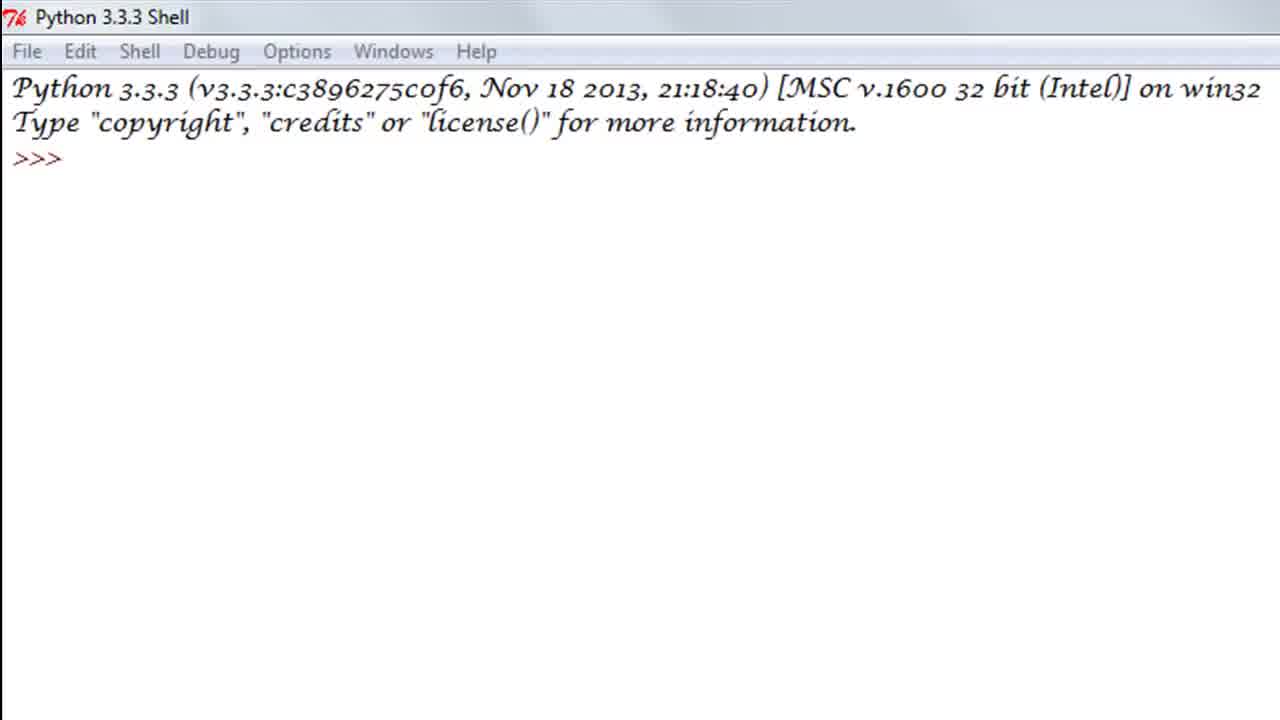 Python 3.3.3 Shell
File Edit Shell Debug Options Windows Help
Python 3.3.3 (v3.3.3:c3896275c0f6, Nov 18 2013, 21:18:40) [MSC v.1600 32 bit (Intel)] on win32
Type "copyright", "credits" or "license()" for more information.
>>>